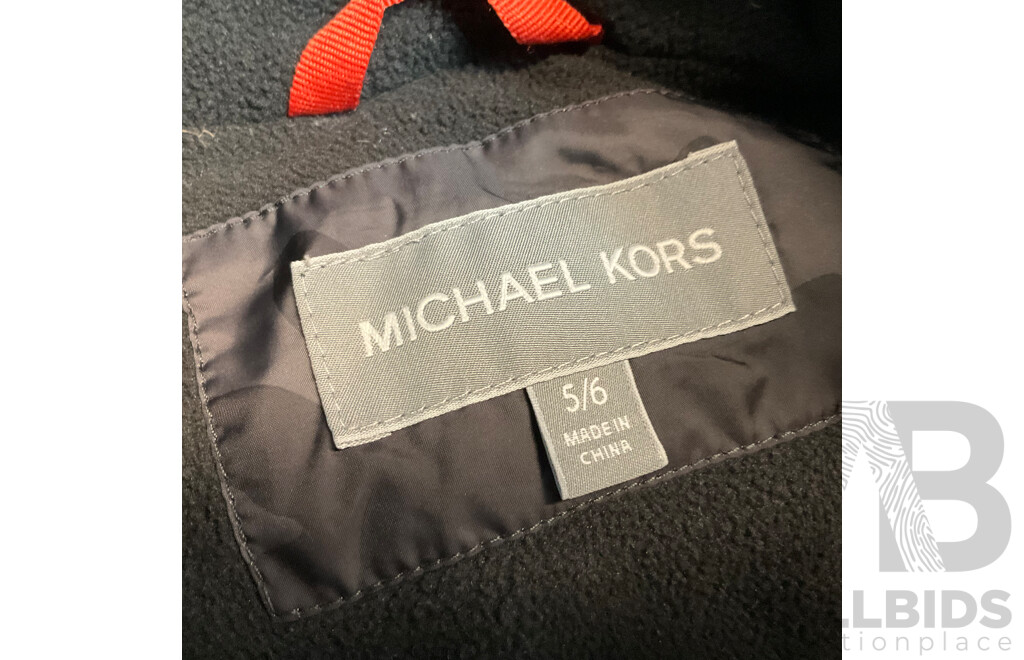 MICHAEL KORS
5/6
MADE IN
CHINA
LLBIDS
tionplace